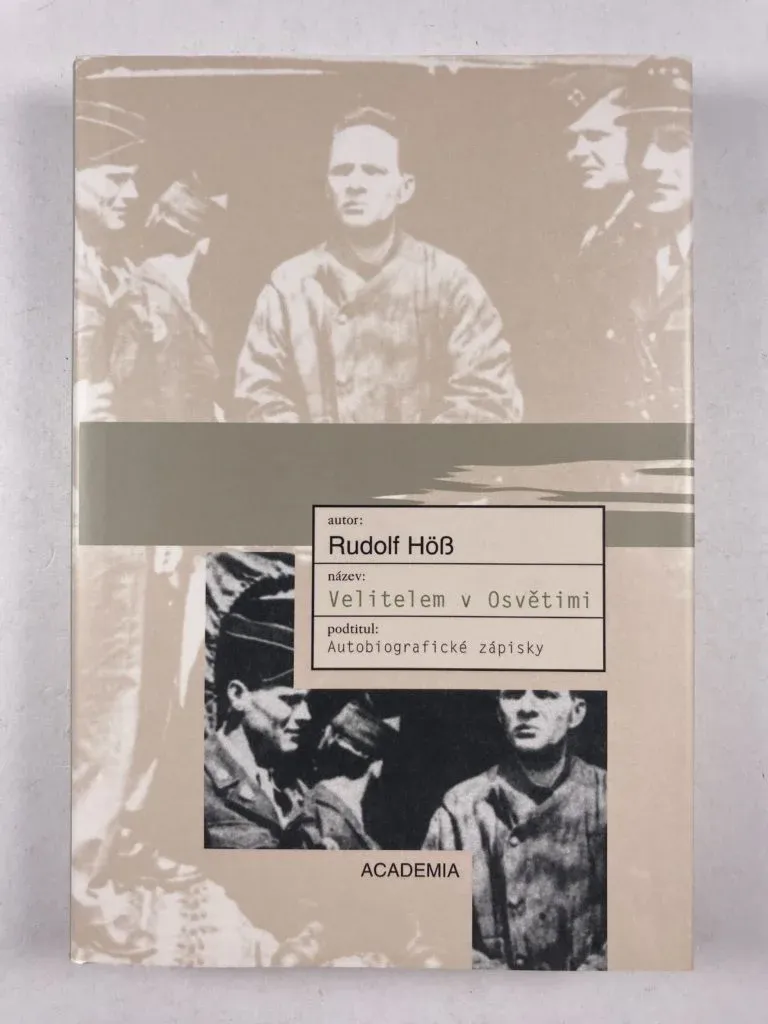 autor:
Rudolf Höß
název:
Velitelem v Osvětimi
podtitul:
Autobiografické zápisky
ACADEMIA